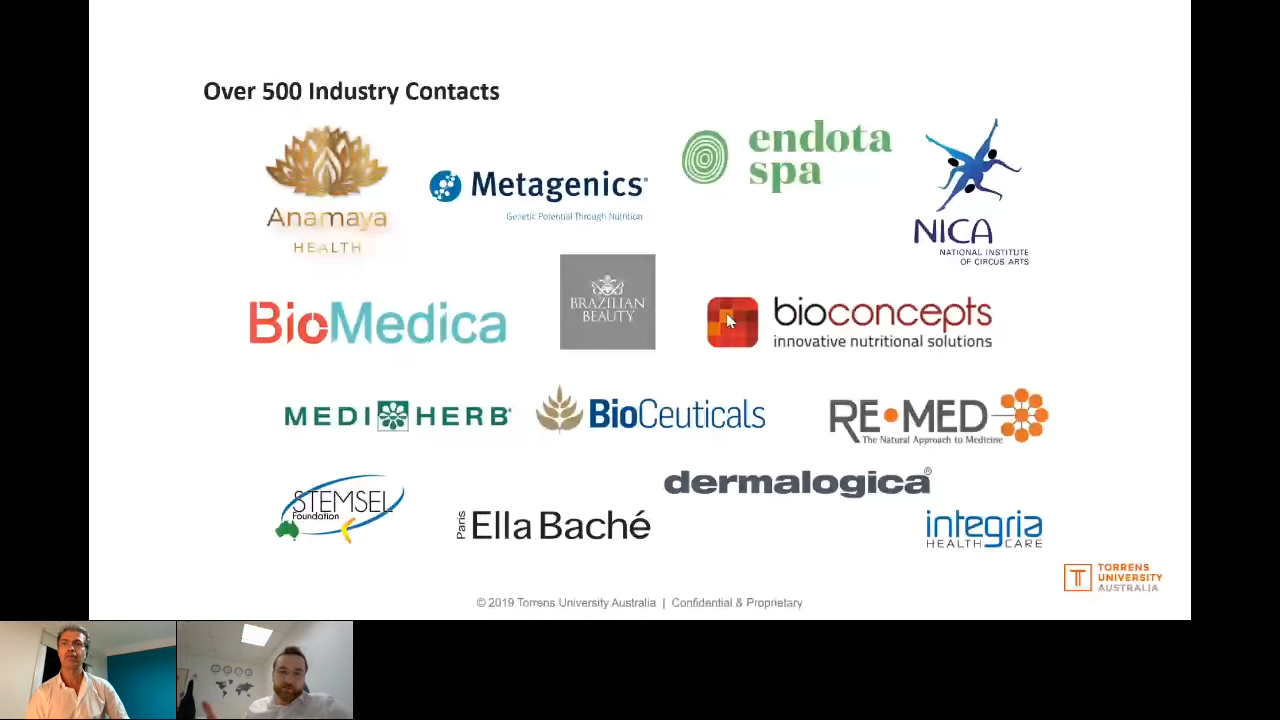 Over 500 Industry Contacts
Anamaya
HEALTH
Metagenics®
Genetic Potential Through Nutrition
endota
spa
NICA
NATIONAL INSTITUTE
OF CIRCUS ARTS
BioMedica
BRAZILIAN
BEAUTY
bioconcepts
innovative nutritional solutions
MEDI HERB®
BioCeuticals
RE•MED
The Natural Approach to Medicine
STEMSEL
Foundation
Paris
Ella Baché
dermalogica®
integria
HEALTHCARE
TORRENS
UNIVERSITY
AUSTRALIA
© 2019 Torrens University Australia | Confidential & Proprietary